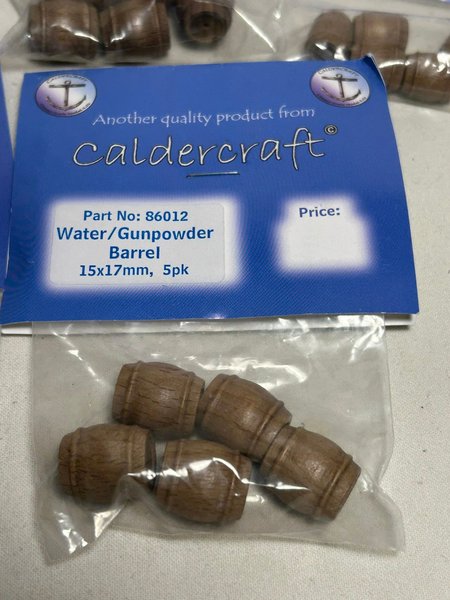 Another quality product from
Caldercraft©
Part No: 86012
Water/Gunpowder
Barrel
15x17mm, 5pk
Price: